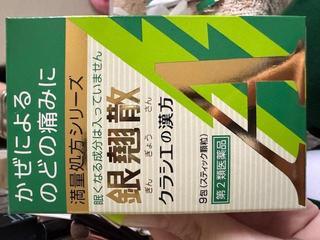 かぜによる
のどの痛みに
満量処方シリーズ
眠くなる成分は入っていません
銀翹散
ぎん ぎょう さん
クラシエの漢方
9包(スティック顆粒)
第2類医薬品
A